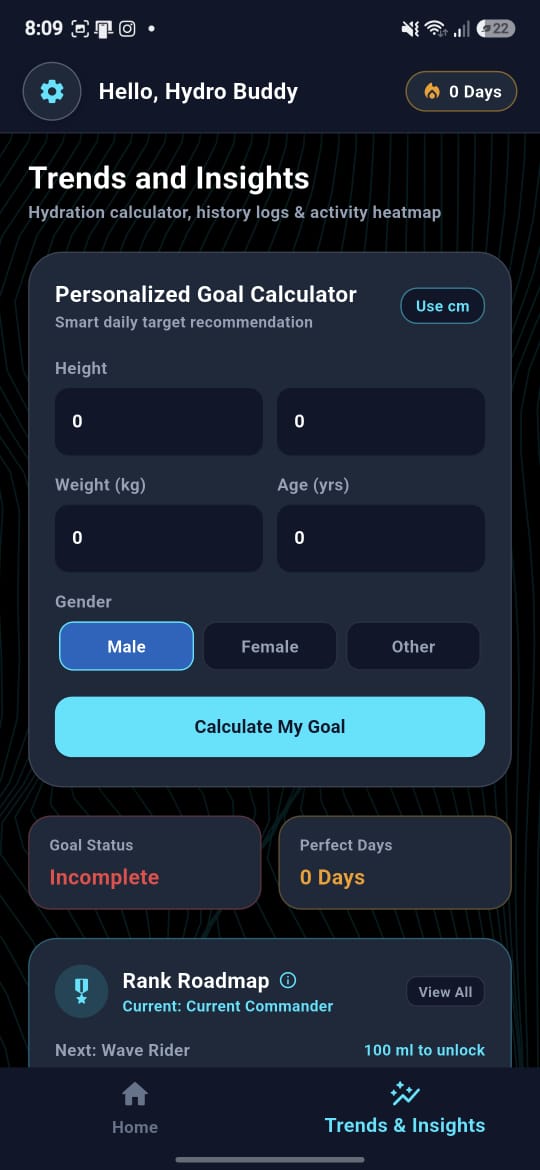 8:09
22
Hello, Hydro Buddy
0 Days
Trends and Insights
Hydration calculator, history logs & activity heatmap
Personalized Goal Calculator
Use cm
Smart daily target recommendation
Height
0 0
Weight (kg) Age (yrs)
0 0
Gender
Male Female Other
Calculate My Goal
Goal Status Perfect Days
Incomplete 0 Days
Rank Roadmap
View All
Current: Current Commander
Next: Wave Rider 100 ml to unlock
Home Trends & Insights